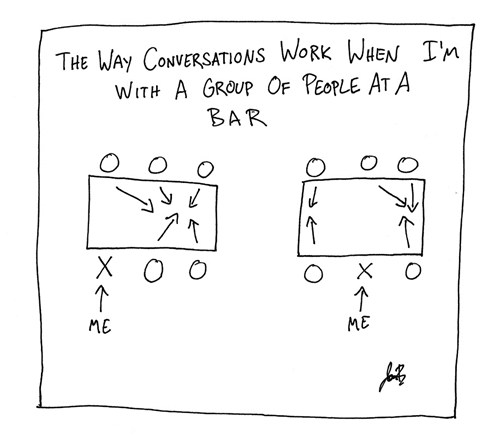 THE WAY CONVERSATIONS WORK WHEN I'M
WITH A GROUP OF PEOPLE AT A
BAR
X
ME
X
ME